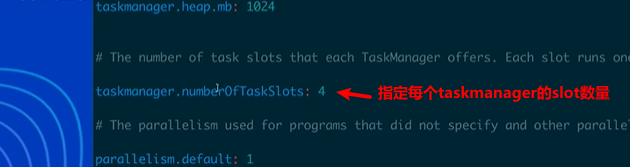 taskmanager.heap.mb: 1024
# The number of task slots that each TaskManager offers. Each slot runs one
taskmanager.numberOfTaskSlots: 4 指定每个taskmanager的slot数量
# The parallelism used for programs that did not specify and other paralle
parallelism.default: 1